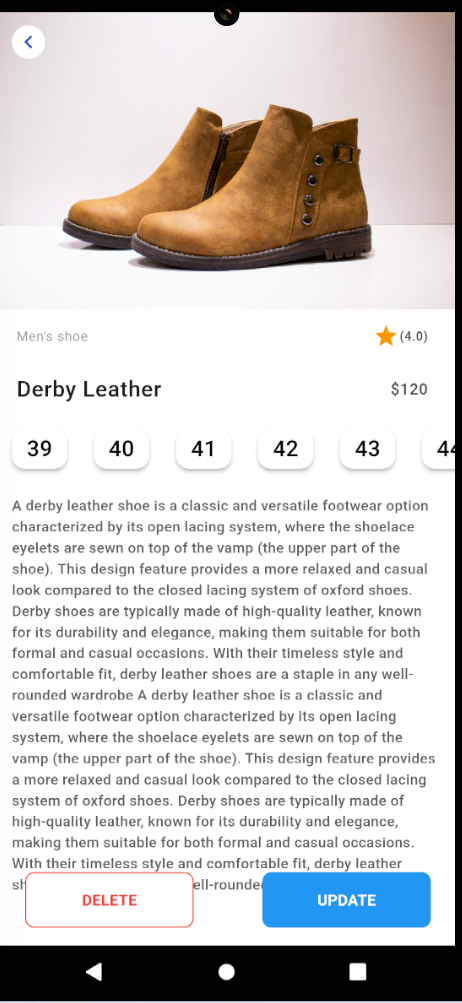 Men's shoe
(4.0)
Derby Leather
$120
39 40 41 42 43 44
A derby leather shoe is a classic and versatile footwear option
characterized by its open lacing system, where the shoelace
eyelets are sewn on top of the vamp (the upper part of the
shoe). This design feature provides a more relaxed and casual
look compared to the closed lacing system of oxford shoes.
Derby shoes are typically made of high-quality leather, known
for its durability and elegance, making them suitable for both
formal and casual occasions. With their timeless style and
comfortable fit, derby leather shoes are a staple in any well-
rounded wardrobe A derby leather shoe is a classic and
versatile footwear option characterized by its open lacing
system, where the shoelace eyelets are sewn on top of the
vamp (the upper part of the shoe). This design feature provides
a more relaxed and casual look compared to the closed lacing
system of oxford shoes. Derby shoes are typically made of
high-quality leather, known for its durability and elegance,
making them suitable for both formal and casual occasions.
With their timeless style and comfortable fit, derby leather
DELETE
UPDATE